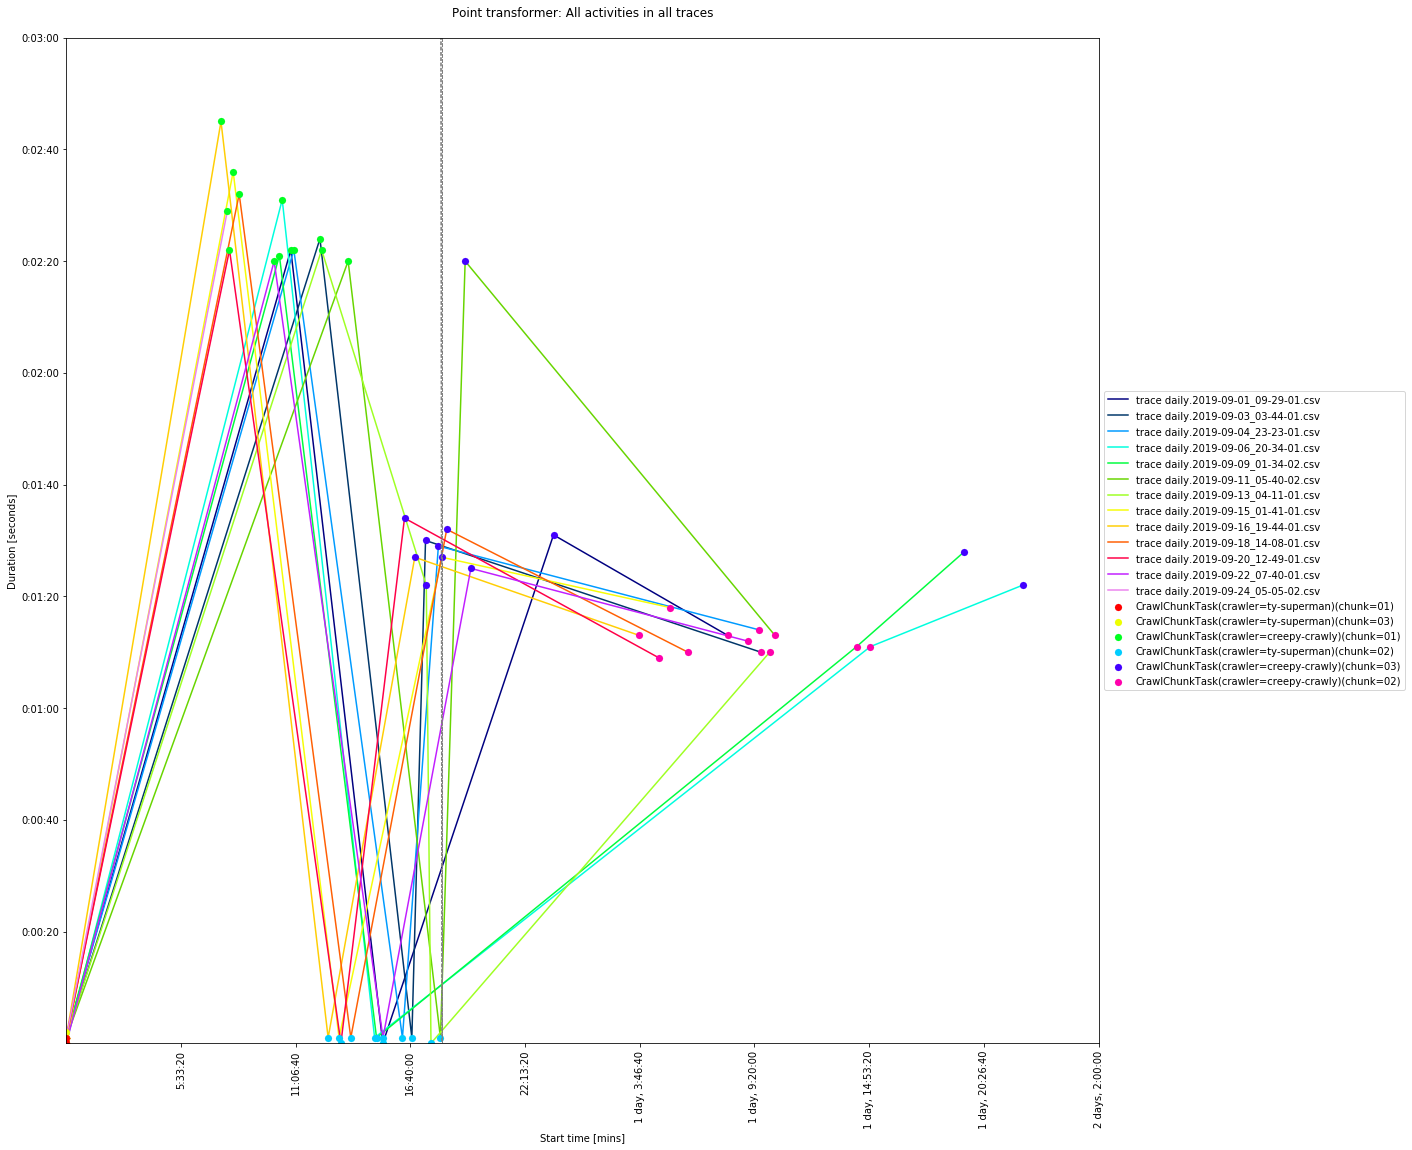 Point transformer: All activities in all traces
0:03:00
0:02:40
0:02:20
0:02:00
0:01:40
0:01:20
0:01:00
0:00:40
0:00:20
Duration [seconds]
5:33:20
11:06:40
16:40:00
22:13:20
1 day, 3:46:40
1 day, 9:20:00
1 day, 14:53:20
1 day, 20:26:40
2 days, 2:00:00
Start time [mins]
trace daily.2019-09-01_09-29-01.csv
trace daily.2019-09-03_03-44-01.csv
trace daily.2019-09-04_23-23-01.csv
trace daily.2019-09-06_20-34-01.csv
trace daily.2019-09-09_01-34-02.csv
trace daily.2019-09-11_05-40-02.csv
trace daily.2019-09-13_04-11-01.csv
trace daily.2019-09-15_01-41-01.csv
trace daily.2019-09-16_19-44-01.csv
trace daily.2019-09-18_14-08-01.csv
trace daily.2019-09-20_12-49-01.csv
trace daily.2019-09-22_07-40-01.csv
trace daily.2019-09-24_05-05-02.csv
CrawlChunkTask(crawler=ty-superman)(chunk=01)
CrawlChunkTask(crawler=ty-superman)(chunk=03)
CrawlChunkTask(crawler=creepy-crawly)(chunk=01)
CrawlChunkTask(crawler=ty-superman)(chunk=02)
CrawlChunkTask(crawler=creepy-crawly)(chunk=03)
CrawlChunkTask(crawler=creepy-crawly)(chunk=02)